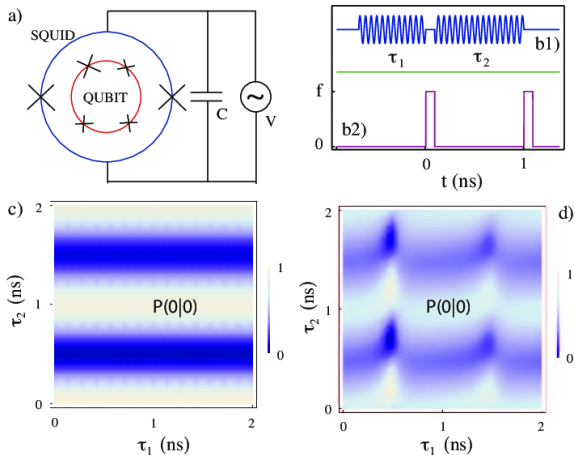 a)
SQUID
QUBIT
C
V
b1)
τ1
τ2
f
b2)
0
0
1
t (ns)
c)
2
1
0
τ2 (ns)
P(0|0)
1
0
0
1
2
τ1 (ns)
d)
2
1
0
τ2 (ns)
P(0|0)
1
0
0
1
2
τ1 (ns)